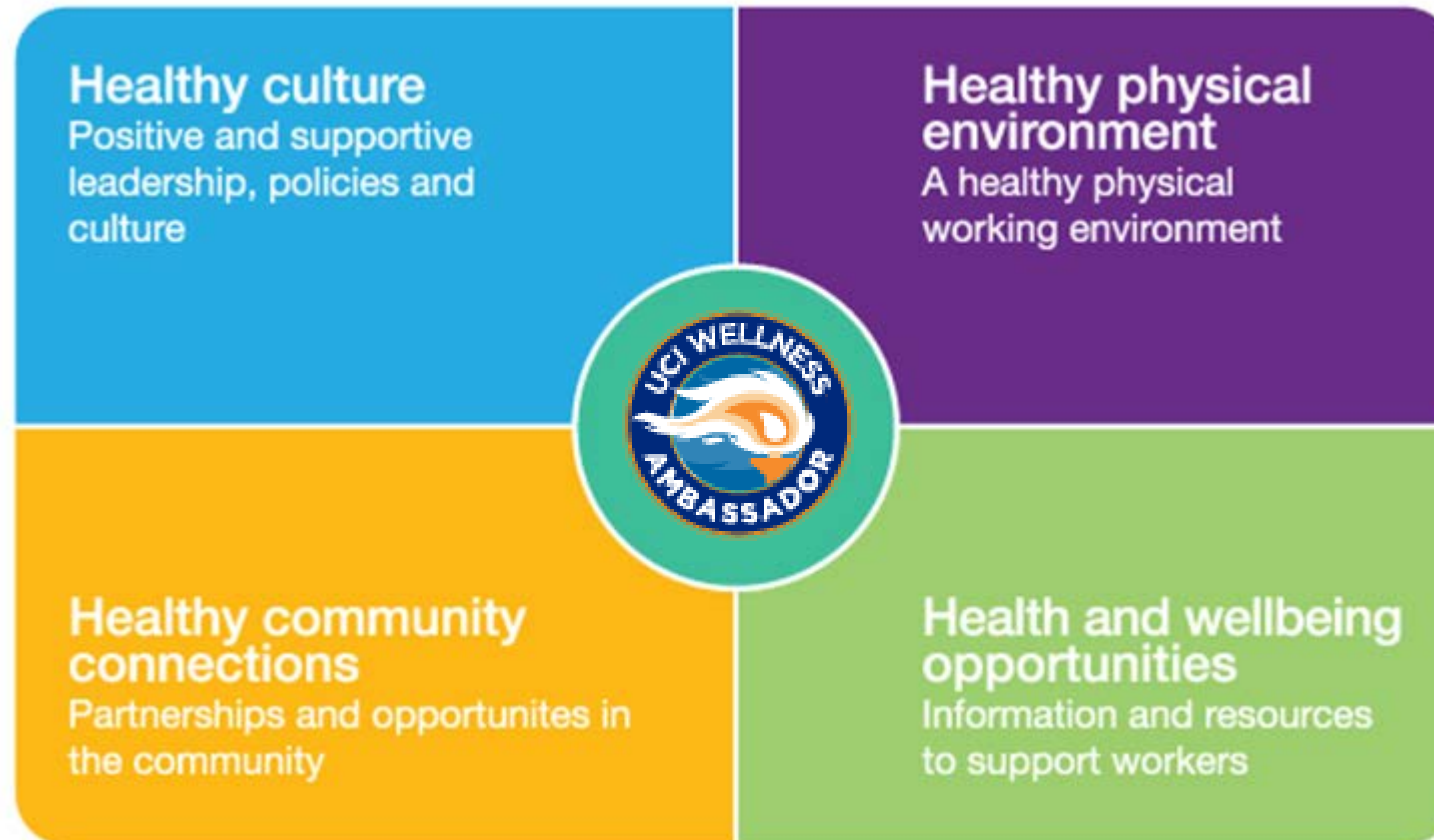 Healthy culture
Positive and supportive
leadership, policies and
culture
Healthy physical
environment
A healthy physical
working environment
UCI WELLNESS
AMBASSADOR
Healthy community
connections
Partnerships and opportunites in
the community
Health and wellbeing
opportunities
Information and resources
to support workers